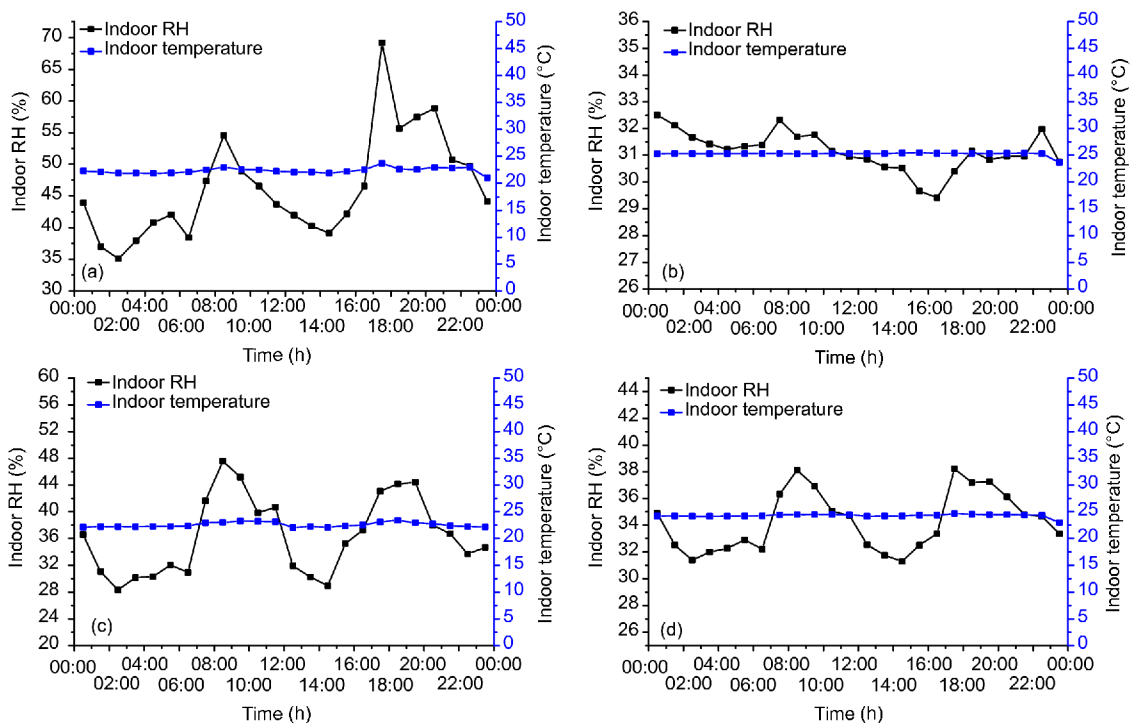 Indoor RH
Indoor temperature
70
65
60
55
50
45
40
35
30
Indoor RH (%)
50
45
40
35
30
25
20
15
10
5
0
Indoor temperature (°C)
(a)
00:00 04:00 08:00 12:00 16:00 20:00 00:00
02:00 06:00 10:00 14:00 18:00 22:00
Time (h)
Indoor RH
Indoor temperature
36
35
34
33
32
31
30
29
28
27
26
Indoor RH (%)
50
45
40
35
30
25
20
15
10
5
0
Indoor temperature (°C)
(b)
00:00 04:00 08:00 12:00 16:00 20:00 00:00
02:00 06:00 10:00 14:00 18:00 22:00
Time (h)
Indoor RH
Indoor temperature
60
56
52
48
44
40
36
32
28
24
20
Indoor RH (%)
50
45
40
35
30
25
20
15
10
5
0
Indoor temperature (°C)
(c)
00:00 04:00 08:00 12:00 16:00 20:00 00:00
02:00 06:00 10:00 14:00 18:00 22:00
Time (h)
Indoor RH
Indoor temperature
44
42
40
38
36
34
32
30
28
26
Indoor RH (%)
50
45
40
35
30
25
20
15
10
5
0
Indoor temperature (°C)
(d)
00:00 04:00 08:00 12:00 16:00 20:00 00:00
02:00 06:00 10:00 14:00 18:00 22:00
Time (h)